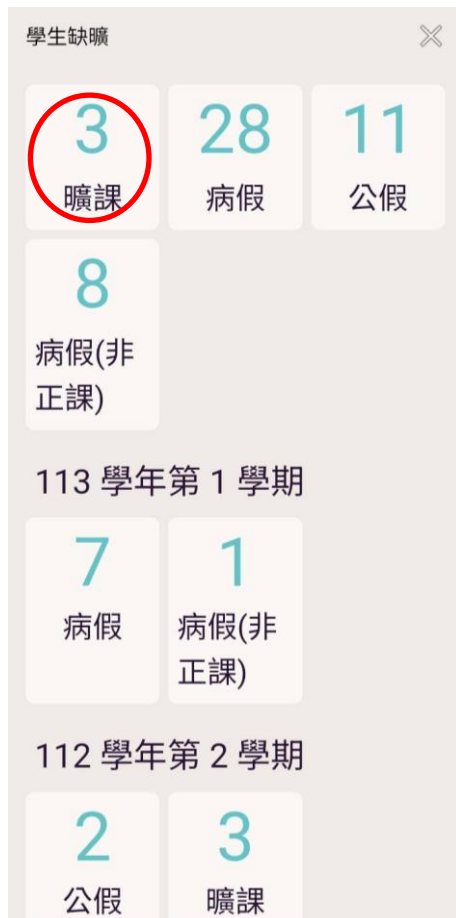 學生缺曠
3 28 11
曠課 病假 公假
8
病假(非
正課)
113 學年第 1 學期
7 1
病假 病假(非
正課)
112 學年第 2 學期
2 3
公假 曠課